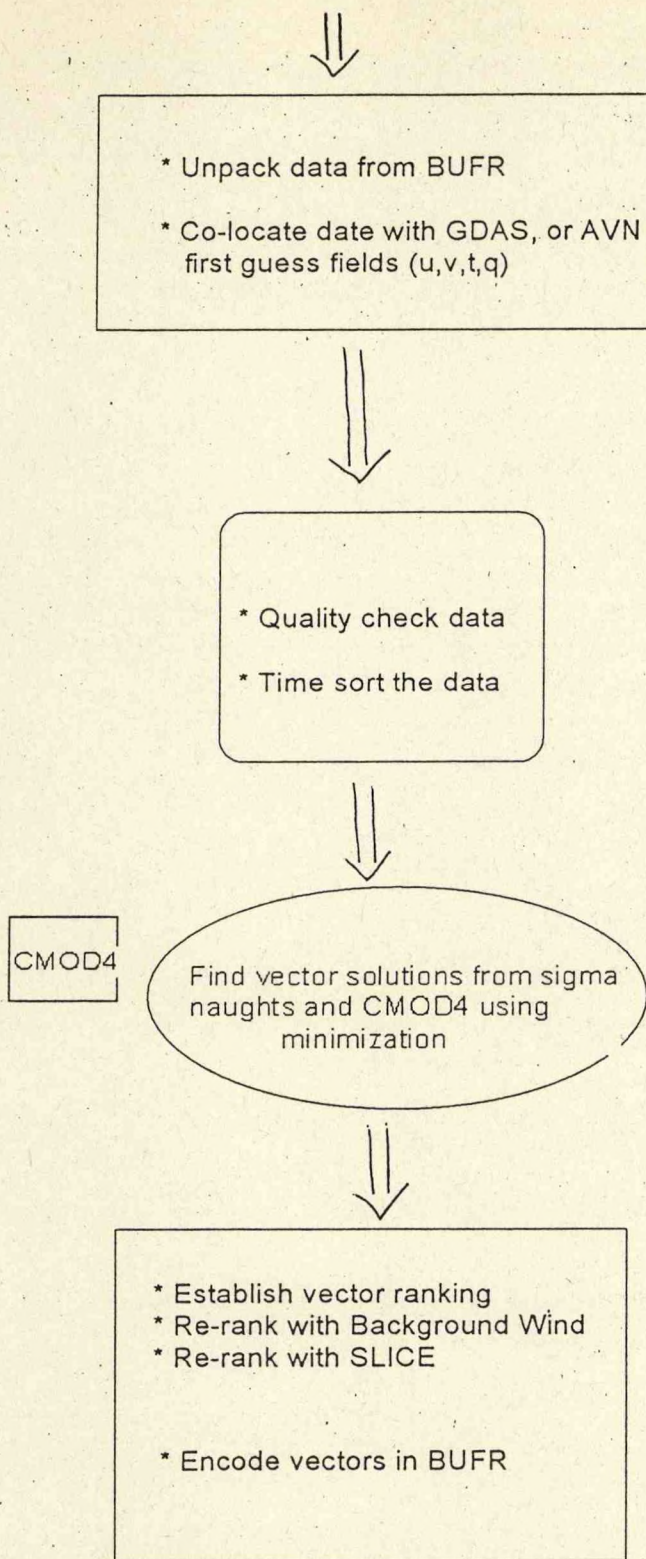 * Unpack data from BUFR
* Co-locate date with GDAS, or AVN
first guess fields (u,v,t,q)
* Quality check data
* Time sort the data
CMOD4
Find vector solutions from sigma
naughts and CMOD4 using
minimization
* Establish vector ranking
* Re-rank with Background Wind
* Re-rank with SLICE
* Encode vectors in BUFR